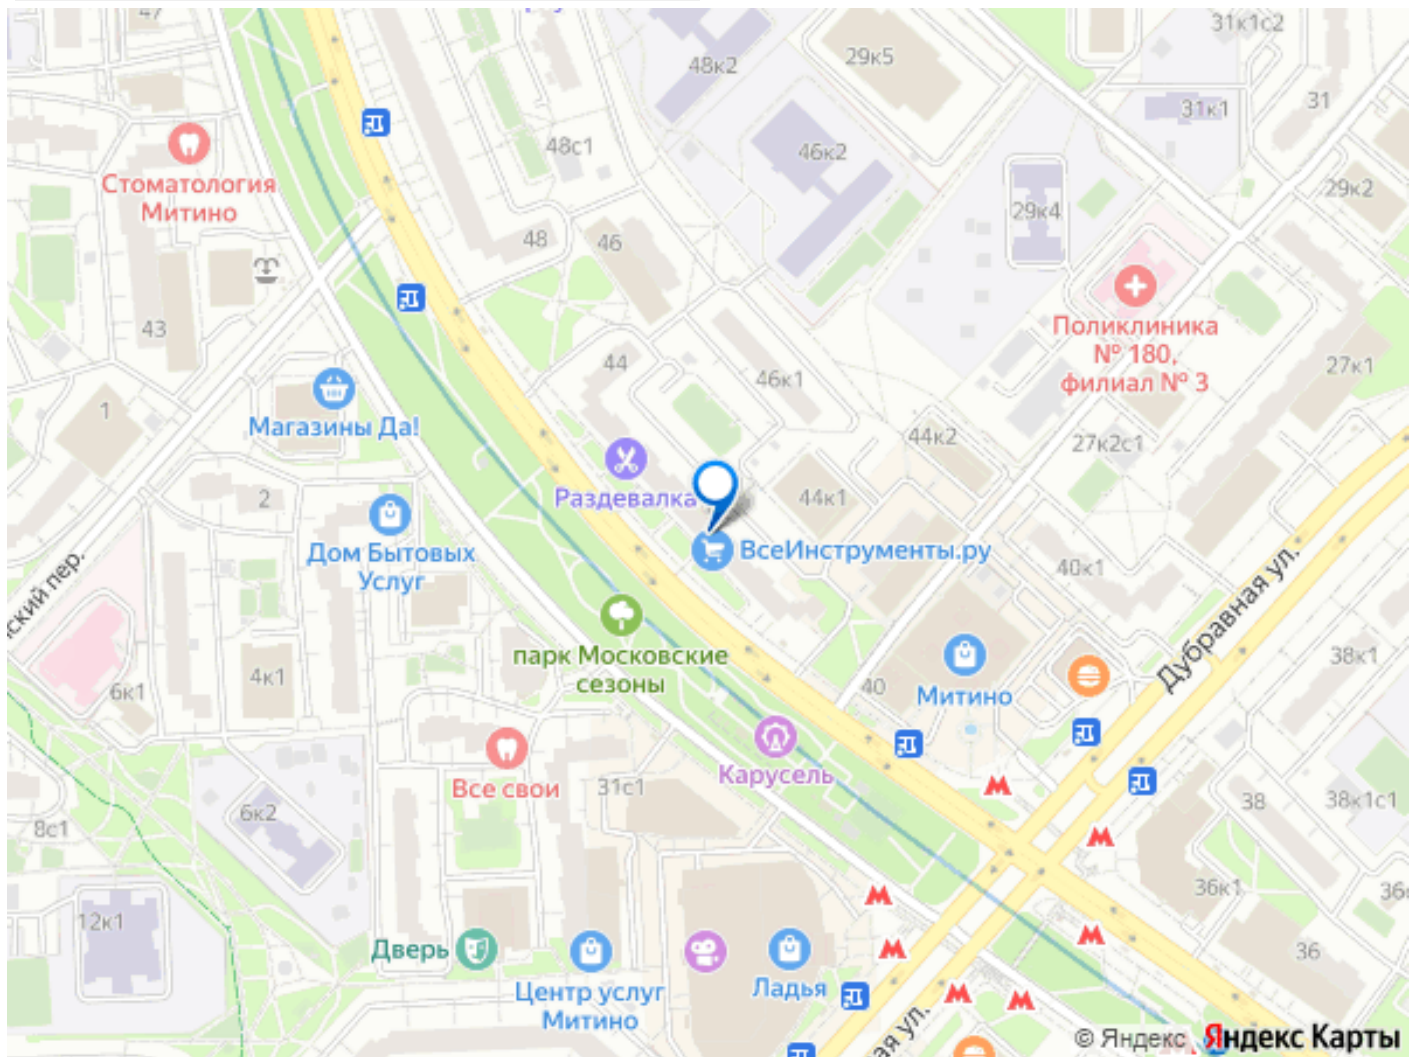 47
48к2
29к5
31к1с2
31к1
31
Стоматология
Митино
48с1
46к2
29к4
29к2
48
46
43
Поликлиника
№ 180,
филиал № 3
44
46к1
27к1
1
Магазины Да!
44к2
27к2с1
Раздевалка
44к1
2
Дом Бытовых
Услуг
ВсеИнструменты.ру
40к1
Дубравная ул.
ский пер.
парк Московские
сезоны
38к1
6к1
4к1
40
Митино
Карусель
Все свои
31с1
38
38к1с1
6к2
8с1
36к1
12к1
Дверь
36
Центр услуг
Митино
Ладья
ая ул.
© Яндекс
Яндекс Карты